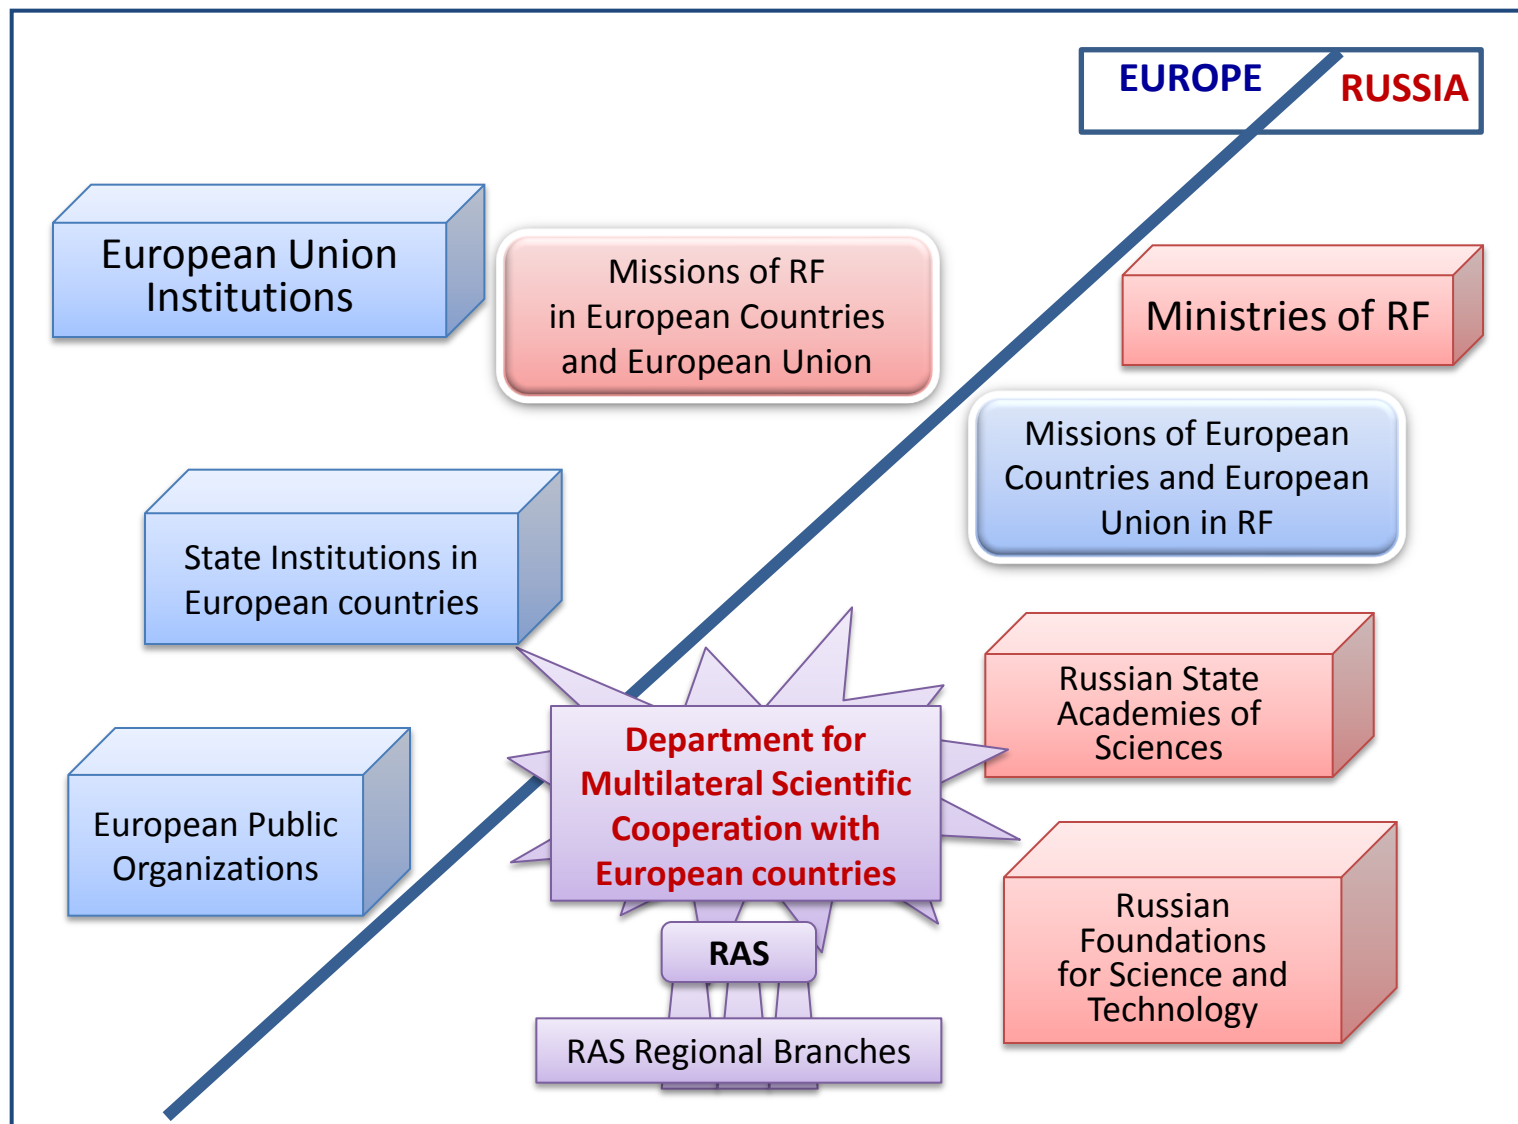 EUROPE
RUSSIA
European Union
Institutions
Missions of RF
in European Countries
and European Union
Ministries of RF
Missions of European
Countries and European
Union in RF
State Institutions in
European countries
Russian State
Academies of
Sciences
Department for
Multilateral Scientific
Cooperation with
European countries
European Public
Organizations
Russian
Foundations
for Science and
Technology
RAS
RAS Regional Branches